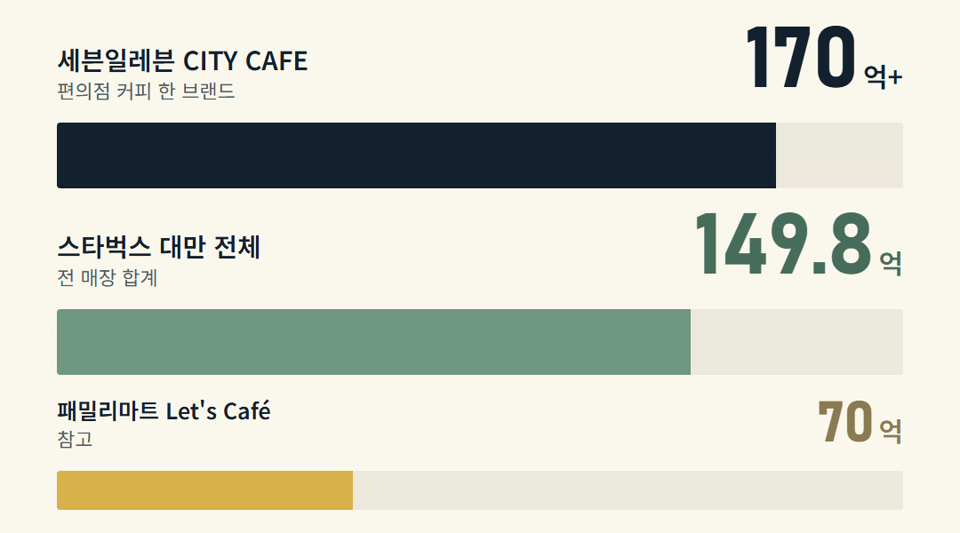 세븐일레븐 CITY CAFE
편의점 커피 한 브랜드
170억+
스타벅스 대만 전체
전 매장 합계
149.8억
패밀리마트 Let's Café
참고
70억